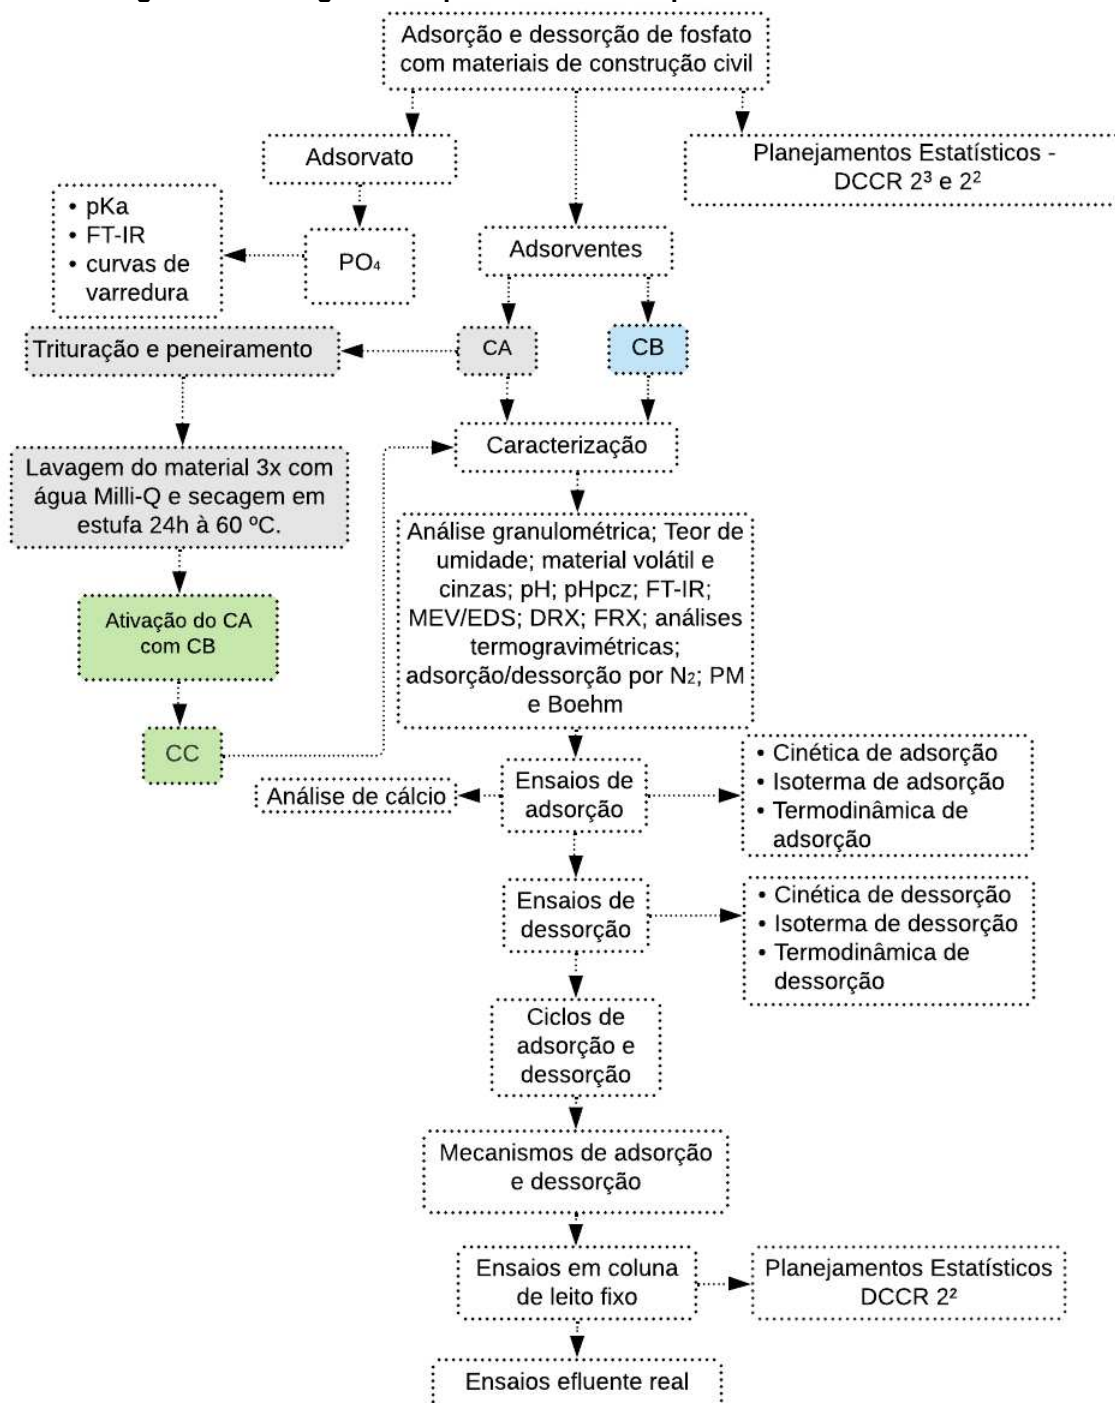 Adsorção e dessorção de fosfato
com materiais de construção civil
Adsorvato
Planejamentos Estatísticos -
DCCR 2³ e 2²
• pKa
• FT-IR
• curvas de
varredura
PO₄
Adsorventes
Trituração e peneiramento
CA
CB
Caracterização
Lavagem do material 3x com
água Milli-Q e secagem em
estufa 24h à 60 ºC.
Análise granulométrica; Teor de
umidade; material volátil e
cinzas; pH; pHpcz; FT-IR;
MEV/EDS; DRX; FRX; análises
termogravimétricas;
adsorção/dessorção por N₂; PM
e Boehm
Ativação do CA
com CB
CC
Análise de cálcio
Ensaios de
adsorção
• Cinética de adsorção
• Isoterma de adsorção
• Termodinâmica de
adsorção
Ensaios de
dessorção
• Cinética de dessorção
• Isoterma de dessorção
• Termodinâmica de
dessorção
Ciclos de
adsorção e
dessorção
Mecanismos de adsorção
e dessorção
Ensaios em coluna
de leito fixo
Planejamentos Estatísticos
DCCR 2²
Ensaios efluente real